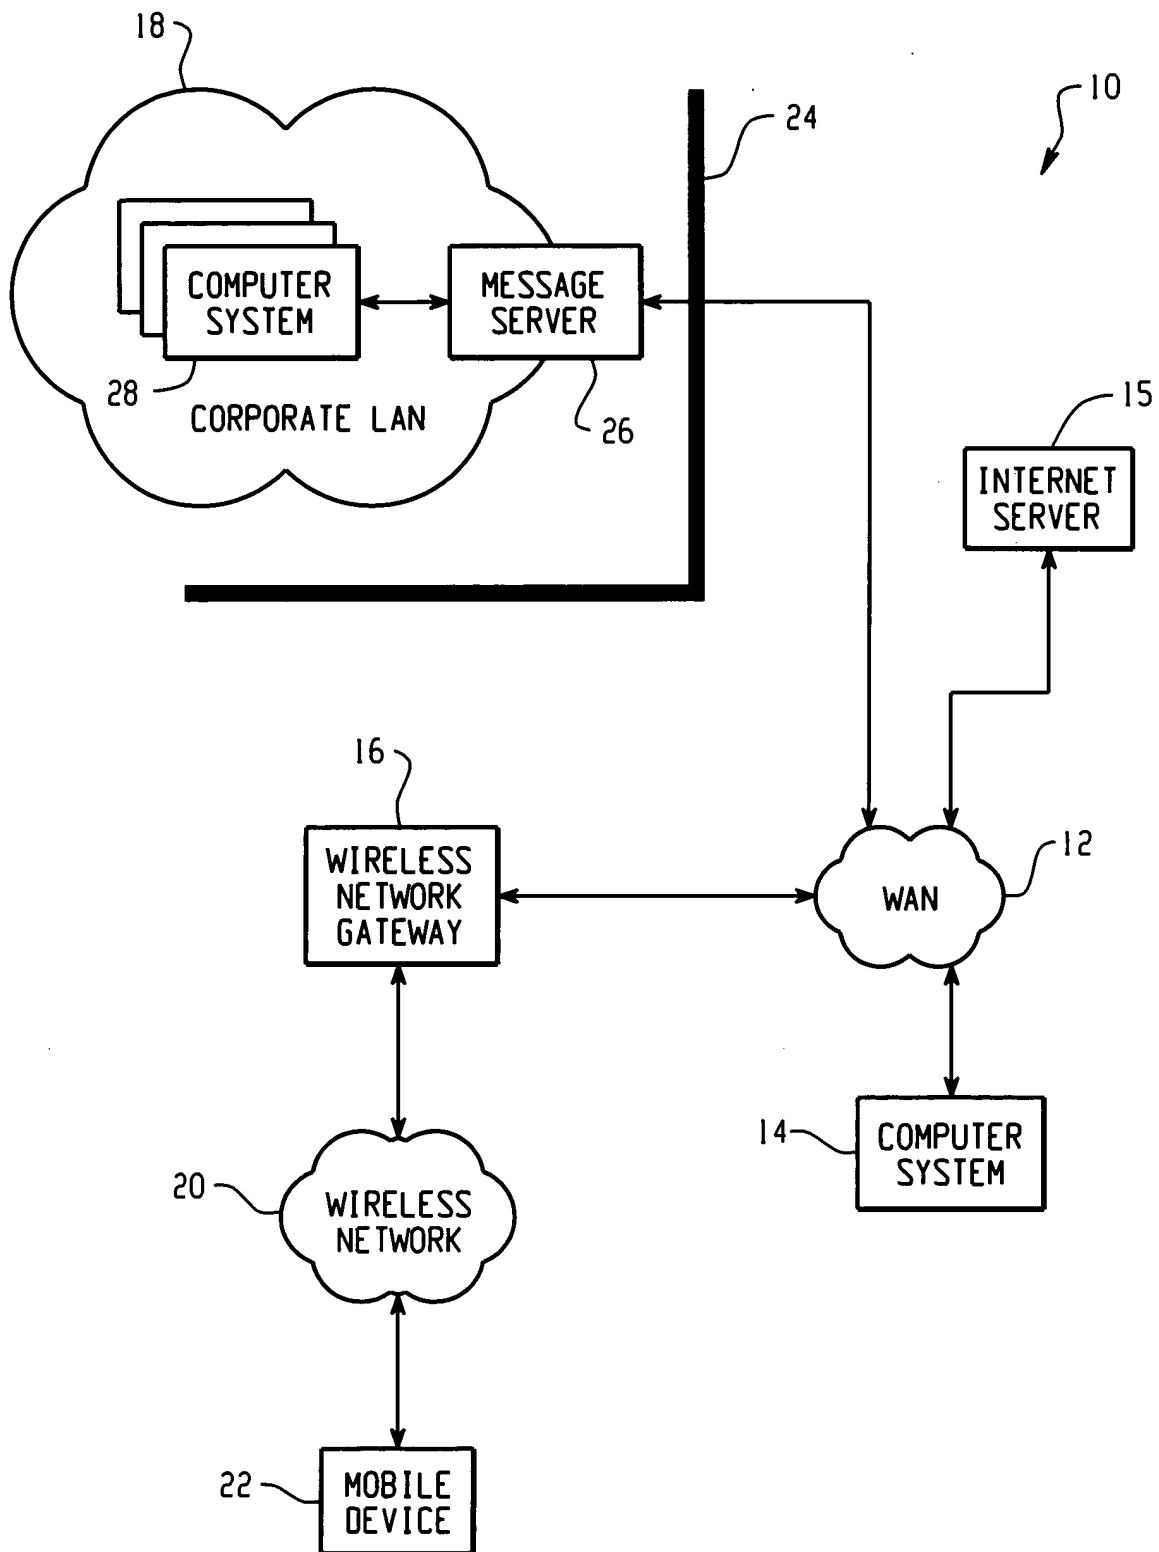 18
10
24
COMPUTER
SYSTEM
MESSAGE
SERVER
28
CORPORATE LAN
26
15
INTERNET
SERVER
16
12
WIRELESS
NETWORK
GATEWAY
WAN
14
COMPUTER
SYSTEM
20
WIRELESS
NETWORK
22
MOBILE
DEVICE